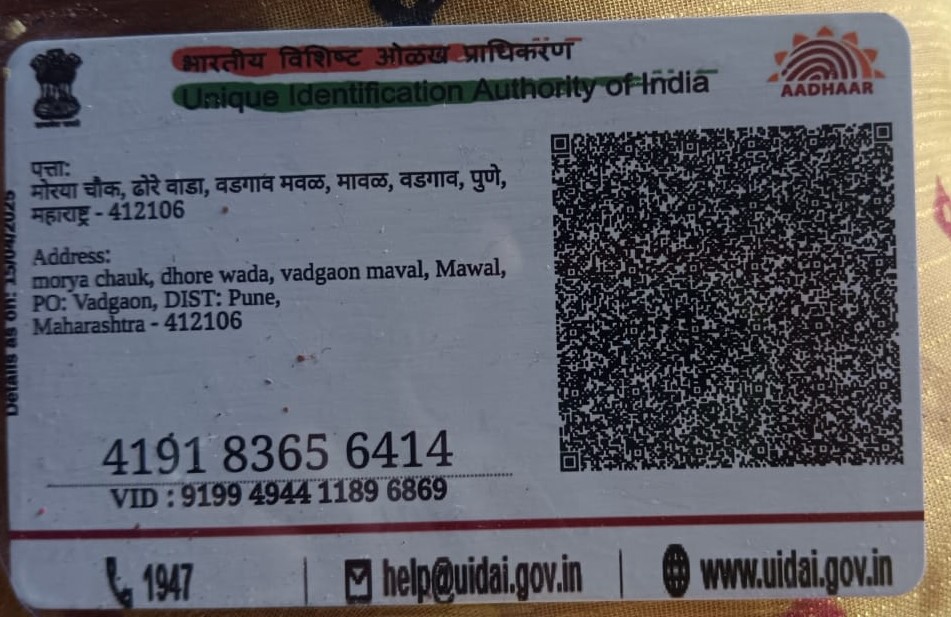 भारतीय विशिष्ट ओळख प्राधिकरण
Unique Identification Authority of India
AADHAAR
पत्ता:
मोरया चौक, ढोरे वाडा, वडगाव मवळ, मावळ, वडगाव, पुणे,
महाराष्ट्र - 412106
Address:
morya chauk, dhore wada, vadgaon maval, Mawal,
PO: Vadgaon, DIST: Pune,
Maharashtra - 412106
Details as on:
4191 8365 6414
VID : 9199 4944 1189 6869
1947
help@uidai.gov.in
www.uidai.gov.in